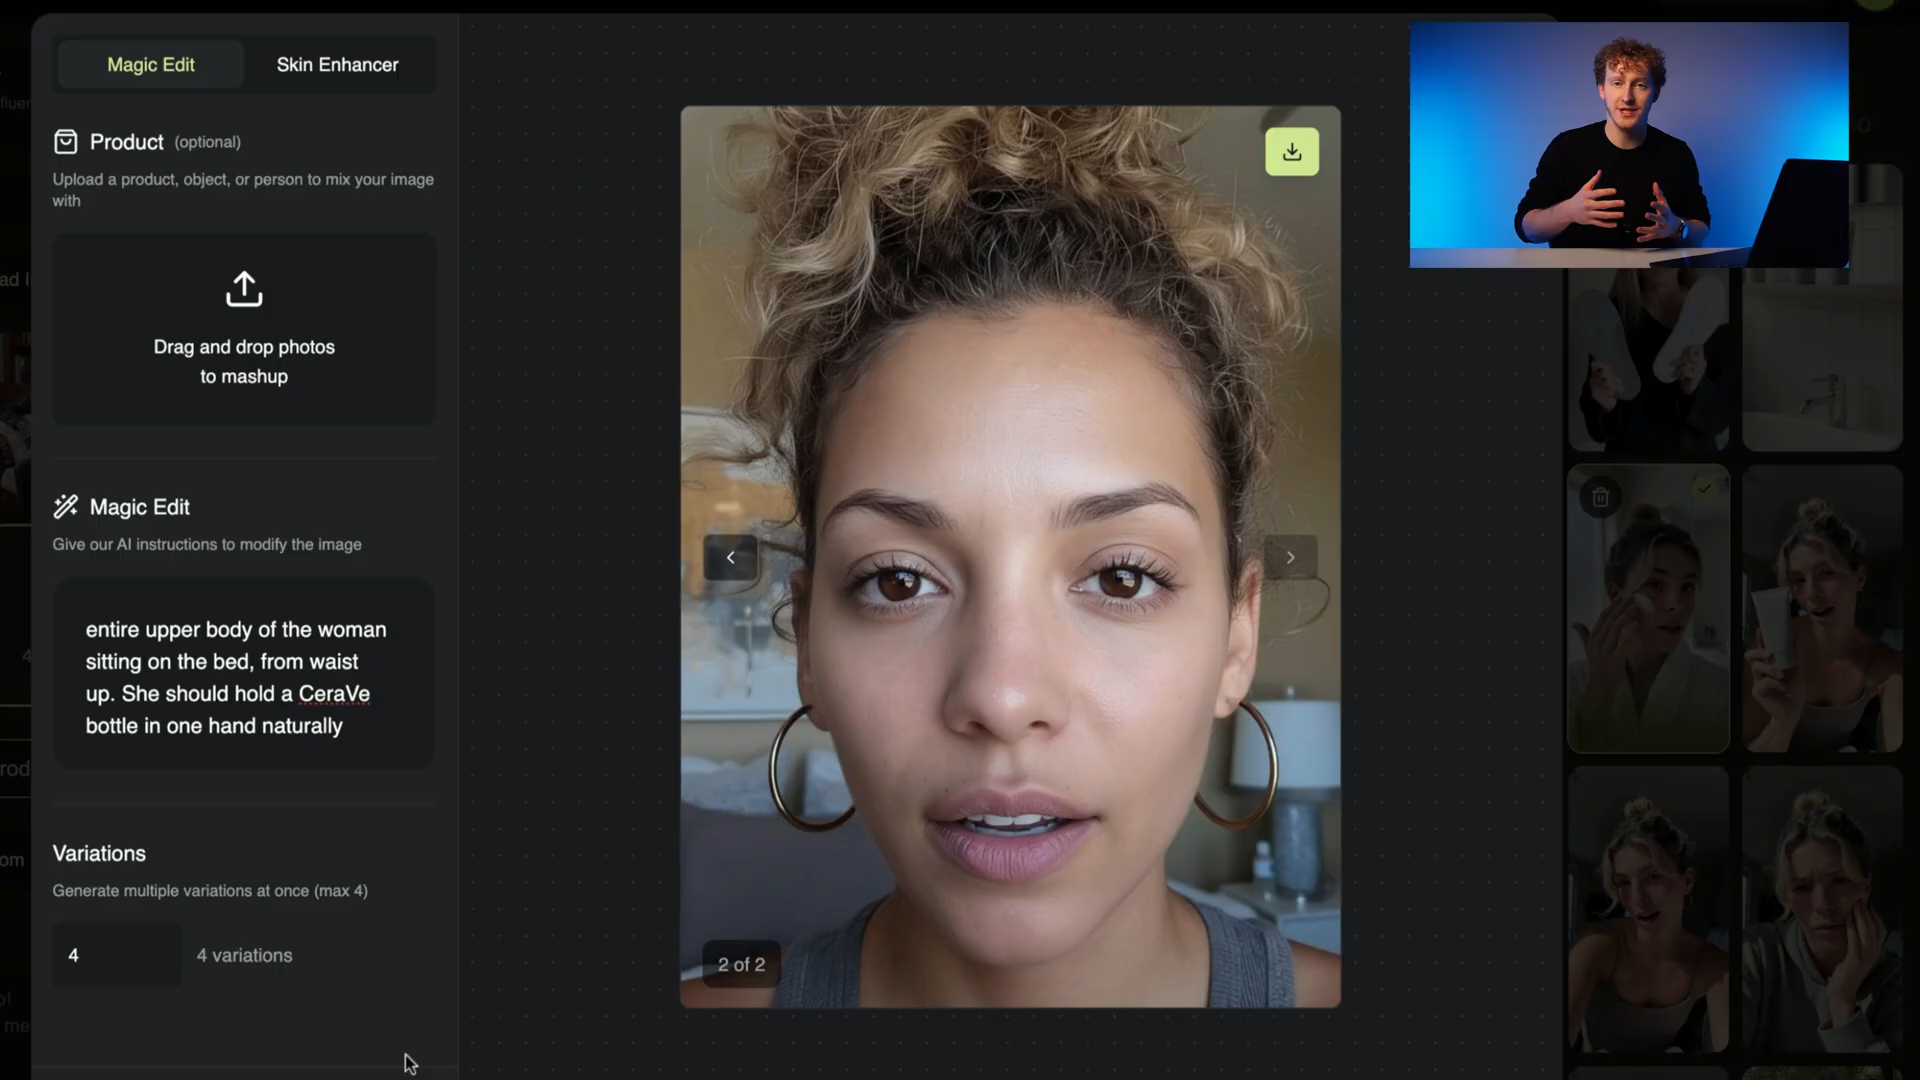 Magic Edit
Skin Enhancer
Product (optional)
Upload a product, object, or person to mix your image
with
Drag and drop photos
to mashup
Magic Edit
Give our AI instructions to modify the image
entire upper body of the woman
sitting on the bed, from waist
up. She should hold a CeraVe
bottle in one hand naturally
Variations
Generate multiple variations at once (max 4)
4
4 variations
2 of 2